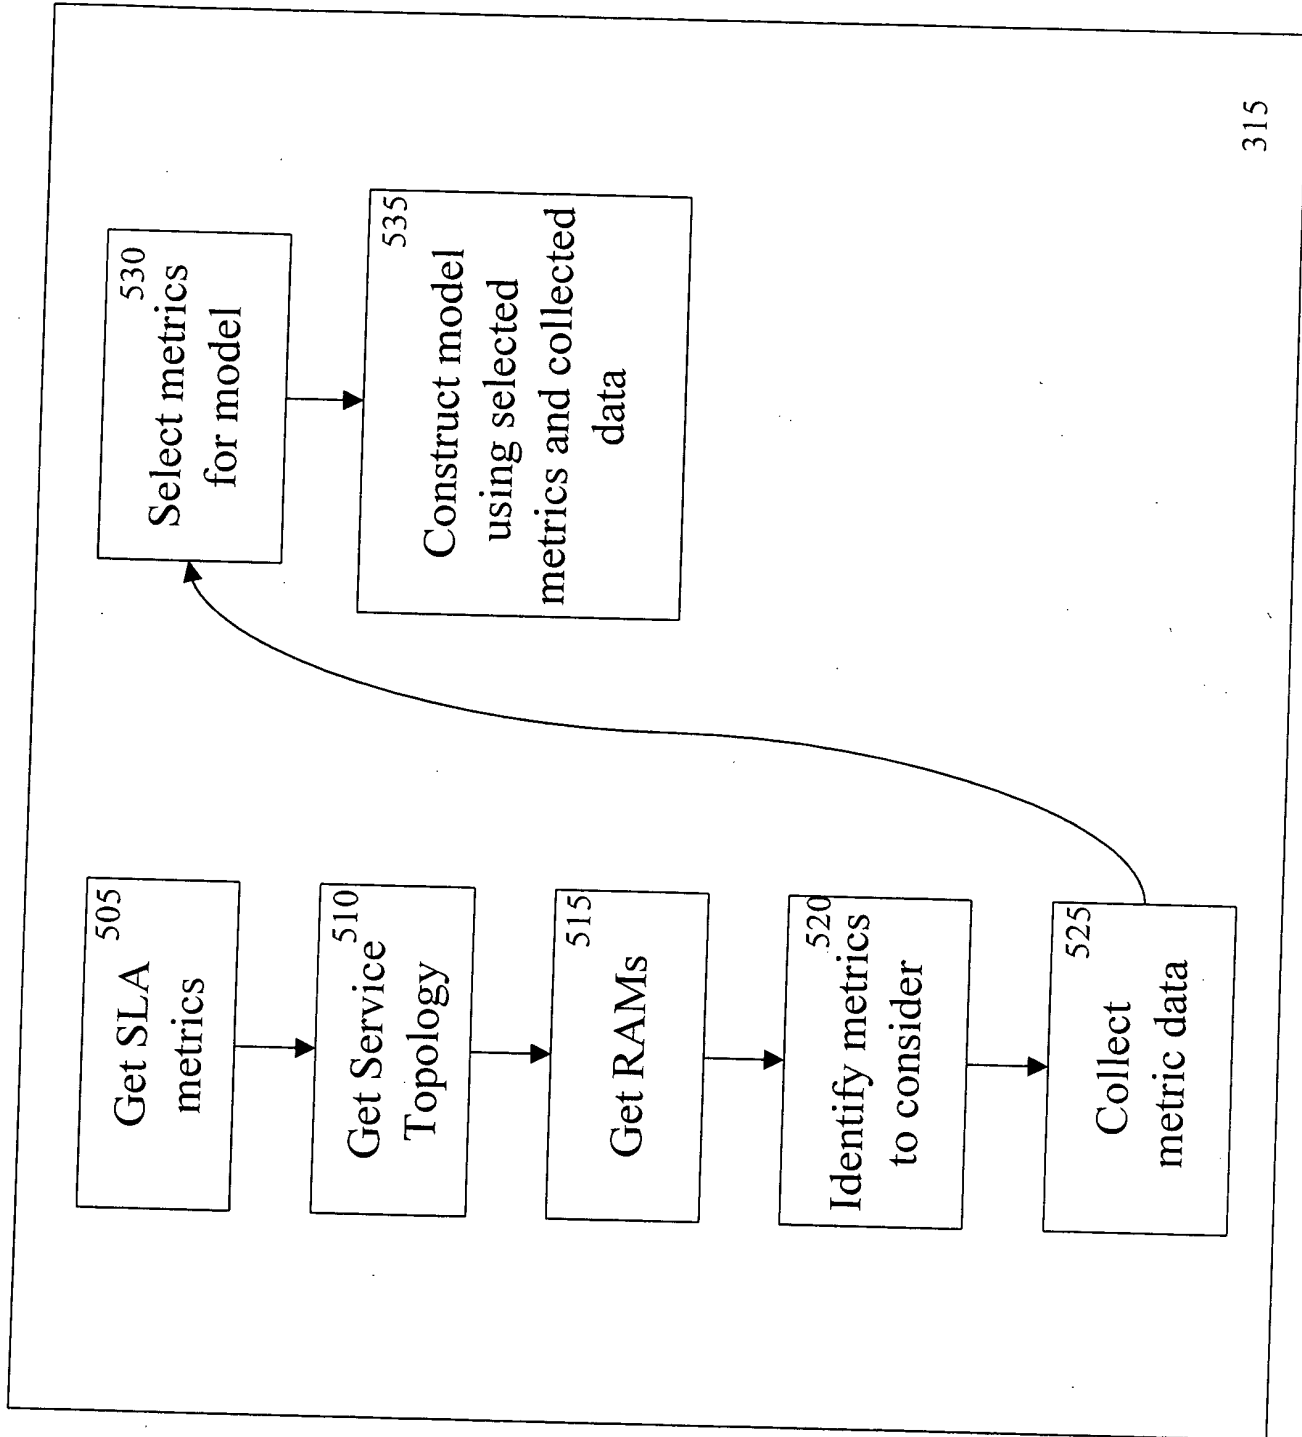 505
Get SLA
metrics
510
Get Service
Topology
515
Get RAMs
520
Identify metrics
to consider
525
Collect
metric data
530
Select metrics
for model
535
Construct model
using selected
metrics and collected
data
315